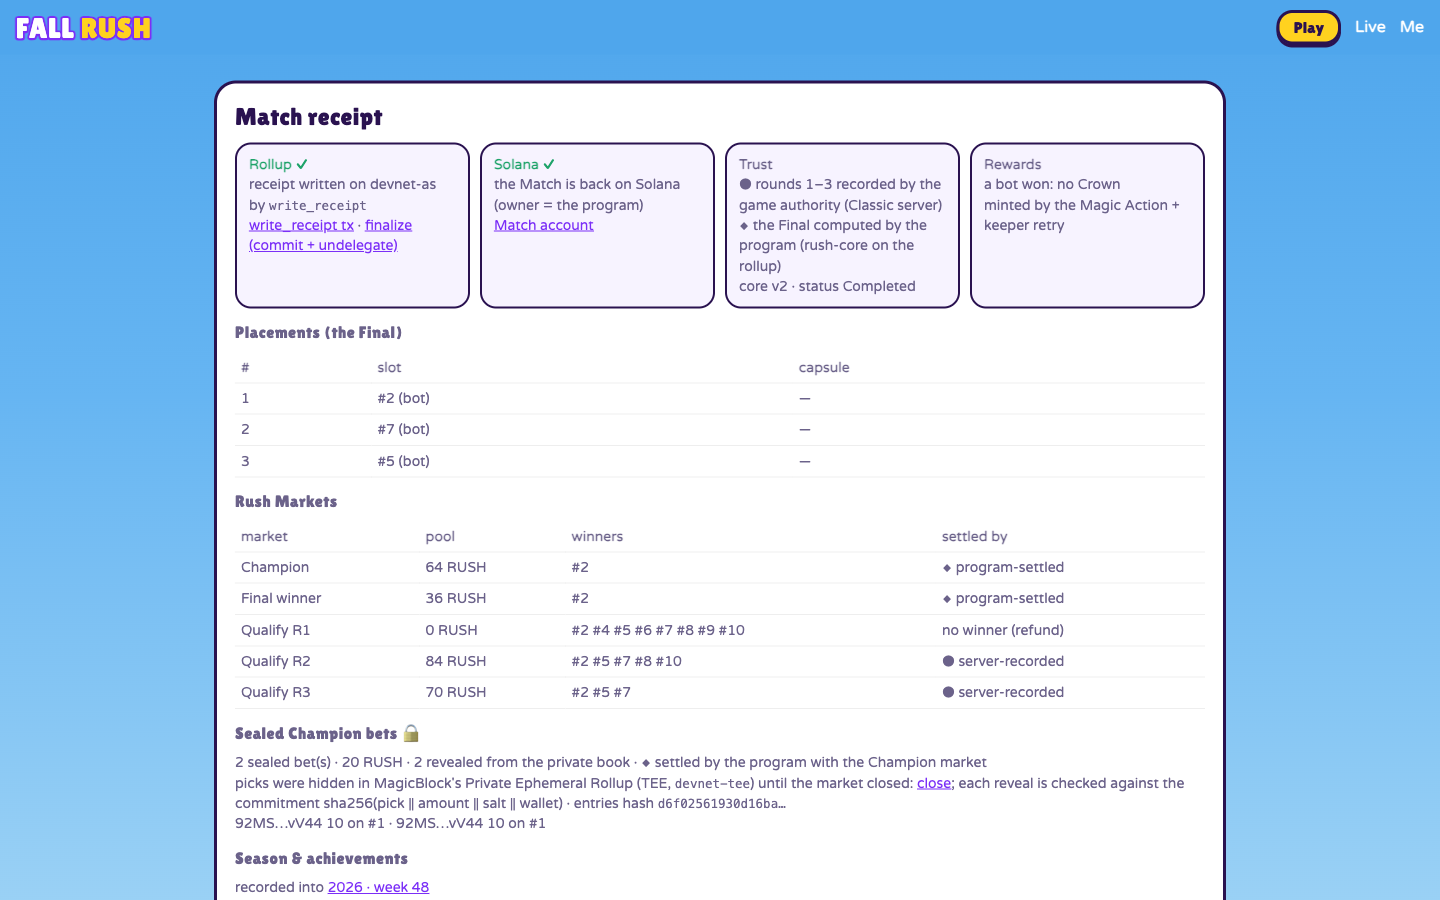 FALL RUSH
Play
Live
Me
Match receipt
Rollup ✓
receipt written on devnet-as
by write_receipt
write_receipt tx · finalize
(commit + undelegate)
Solana ✓
the Match is back on Solana
(owner = the program)
Match account
Trust
● rounds 1–3 recorded by the
game authority (Classic server)
◆ the Final computed by the
program (rush-core on the
rollup)
core v2 · status Completed
Rewards
a bot won: no Crown
minted by the Magic Action +
keeper retry
Placements (the Final)
# slot capsule
1 #2 (bot) —
2 #7 (bot) —
3 #5 (bot) —
Rush Markets
market pool winners settled by
Champion 64 RUSH #2 ◆ program-settled
Final winner 36 RUSH #2 ◆ program-settled
Qualify R1 0 RUSH #2 #4 #5 #6 #7 #8 #9 #10 no winner (refund)
Qualify R2 84 RUSH #2 #5 #7 #8 #10 ● server-recorded
Qualify R3 70 RUSH #2 #5 #7 ● server-recorded
Sealed Champion bets 🔒
2 sealed bet(s) · 20 RUSH · 2 revealed from the private book · ◆ settled by the program with the Champion market
picks were hidden in MagicBlock's Private Ephemeral Rollup (TEE, devnet-tee) until the market closed: close; each reveal is checked against the
commitment sha256(pick ‖ amount ‖ salt ‖ wallet) · entries hash d6f02561930d16ba…
92MS…vV44 10 on #1 · 92MS…vV44 10 on #1
Season & achievements
recorded into 2026 · week 48